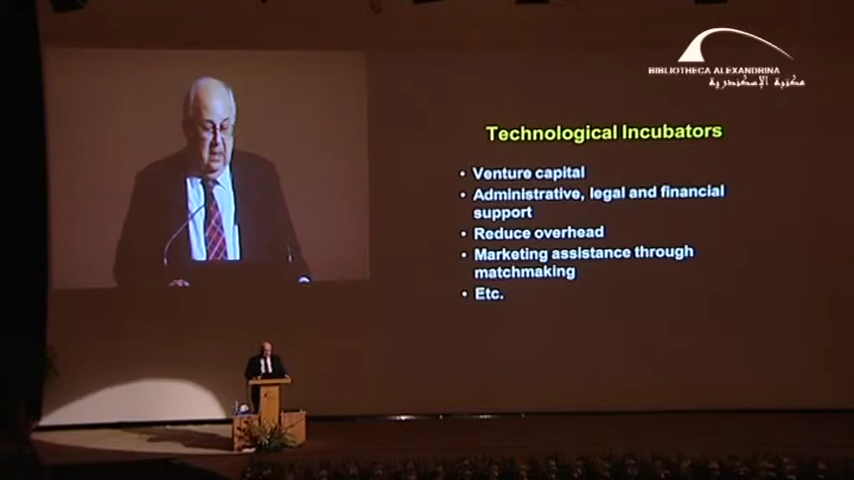 BIBLIOTHECA ALEXANDRINA
مكتبة الإسكندرية
Technological Incubators
• Venture capital
• Administrative, legal and financial
support
• Reduce overhead
• Marketing assistance through
matchmaking
• Etc.